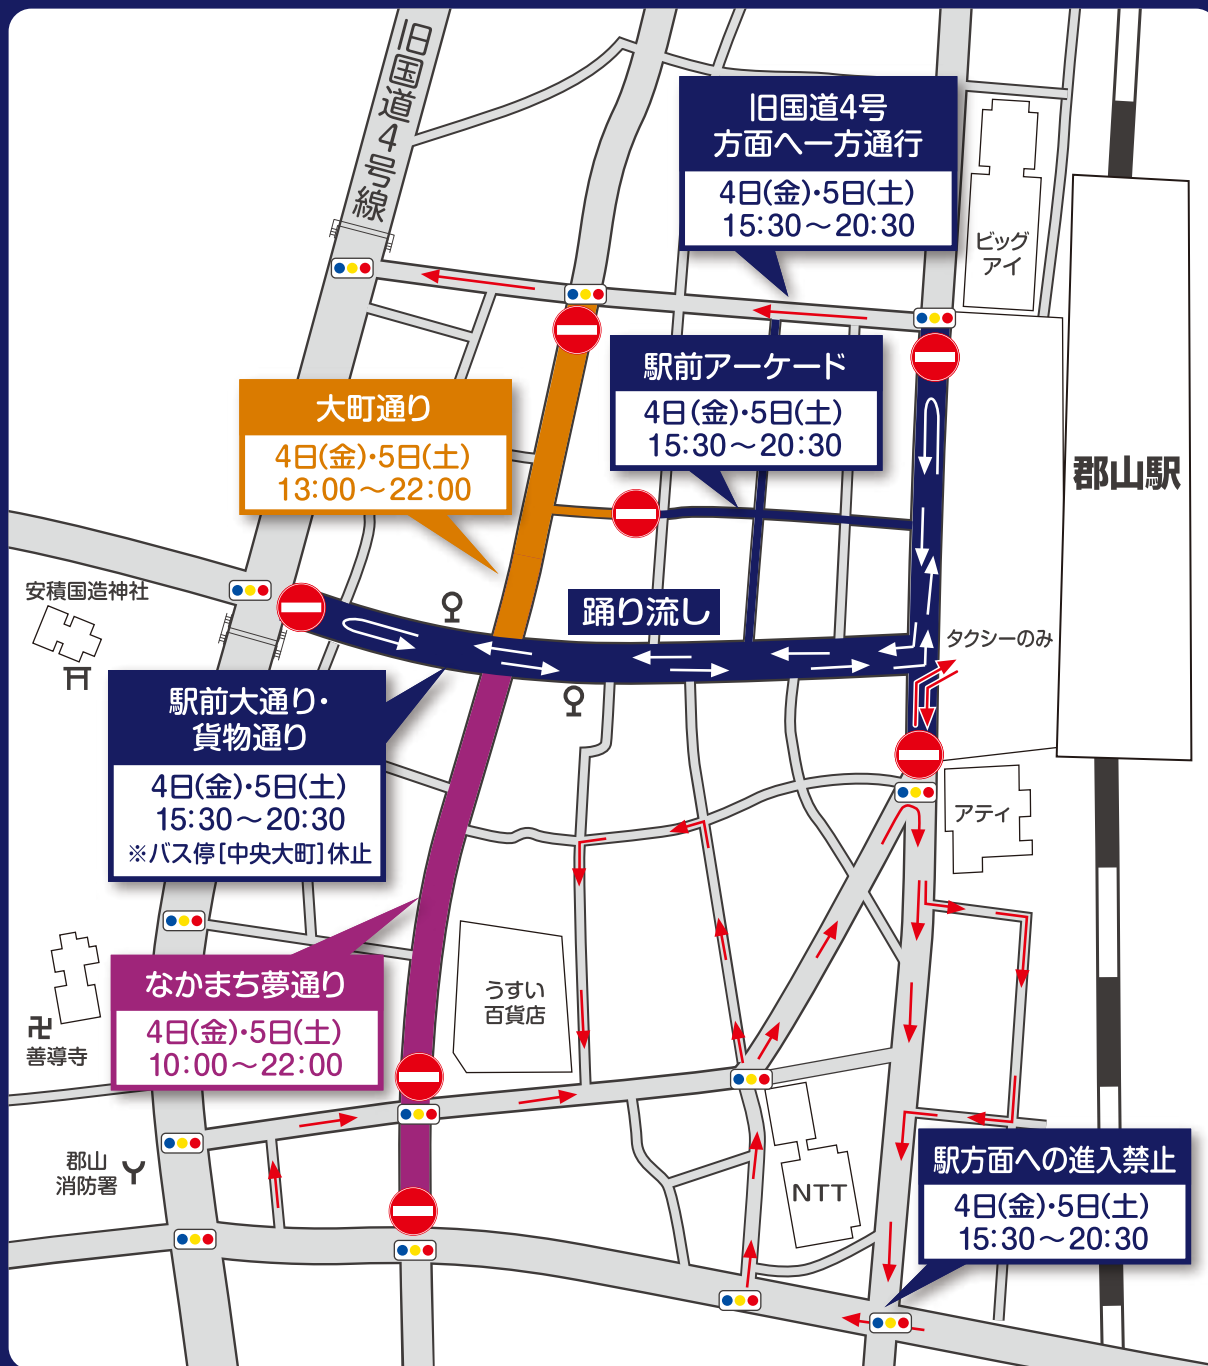 旧国道4号線
旧国道4号
方面へ一方通行
4日(金)・5日(土)
15:30～20:30
ビッグ
アイ
駅前アーケード
4日(金)・5日(土)
15:30～20:30
大町通り
4日(金)・5日(土)
13:00～22:00
郡山駅
安積国造神社
踊り流し
タクシーのみ
駅前大通り・
貨物通り
4日(金)・5日(土)
15:30～20:30
※バス停[中央大町]休止
アティ
なかまち夢通り
4日(金)・5日(土)
10:00～22:00
うすい
百貨店
卍
善導寺
郡山
消防署
NTT
駅方面への進入禁止
4日(金)・5日(土)
15:30～20:30